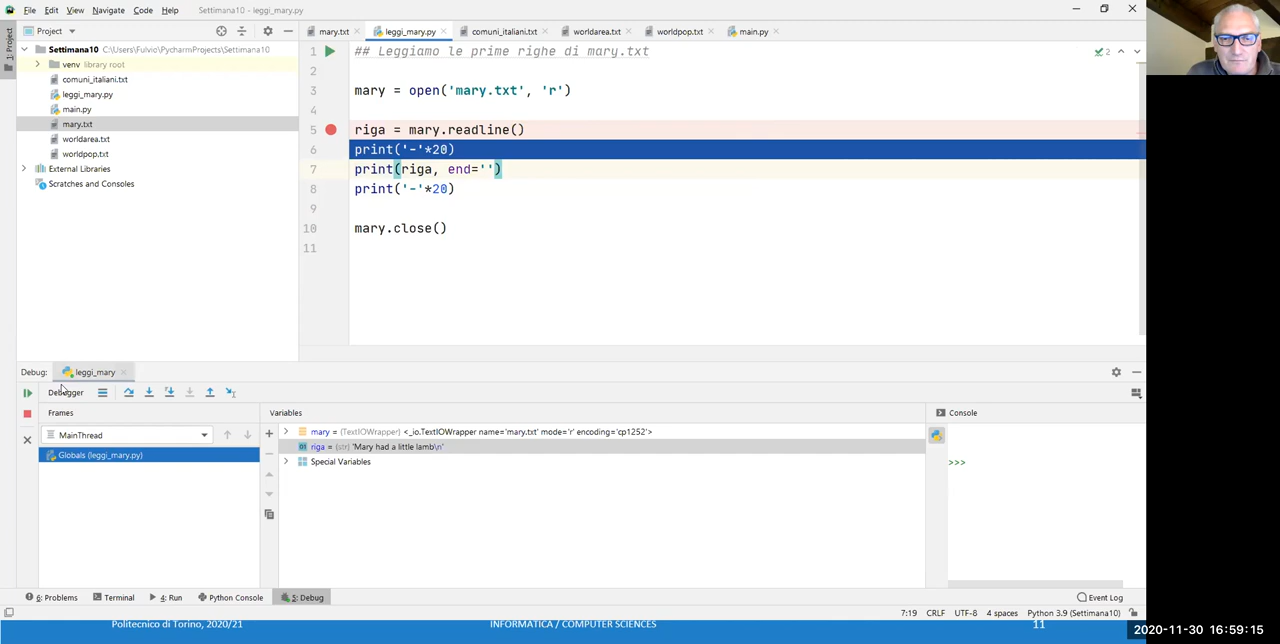 File Edit View Navigate Code Help Settimana10 - leggi_mary.py
1: Project
Project
mary.txt leggi_mary.py comuni_italiani.txt worldarea.txt worldpop.txt main.py
Settimana10 C:\Users\Fulvio\PycharmProjects\Settimana10
venv library root
comuni_italiani.txt
leggi_mary.py
main.py
mary.txt
worldarea.txt
worldpop.txt
External Libraries
Scratches and Consoles
2
1 ## Leggiamo le prime righe di mary.txt
2
3 mary = open('mary.txt', 'r')
4
5 riga = mary.readline()
6 print('-'*20)
7 print(riga, end='')
8 print('-'*20)
9
10 mary.close()
11
Debug: leggi_mary
Debugger
Frames
MainThread
Globals (leggi_mary.py)
Variables
mary = {TextIOWrapper} <_io.TextIOWrapper name='mary.txt' mode='r' encoding='cp1252'>
riga = {str} 'Mary had a little lamb\n'
Special Variables
Console
>>>
6: Problems Terminal 4: Run Python Console 5: Debug Event Log
7:19 CRLF UTF-8 4 spaces Python 3.9 (Settimana10)
Politecnico di Torino, 2020/21 INFORMATICA / COMPUTER SCIENCES 11
2020-11-30 16:59:15